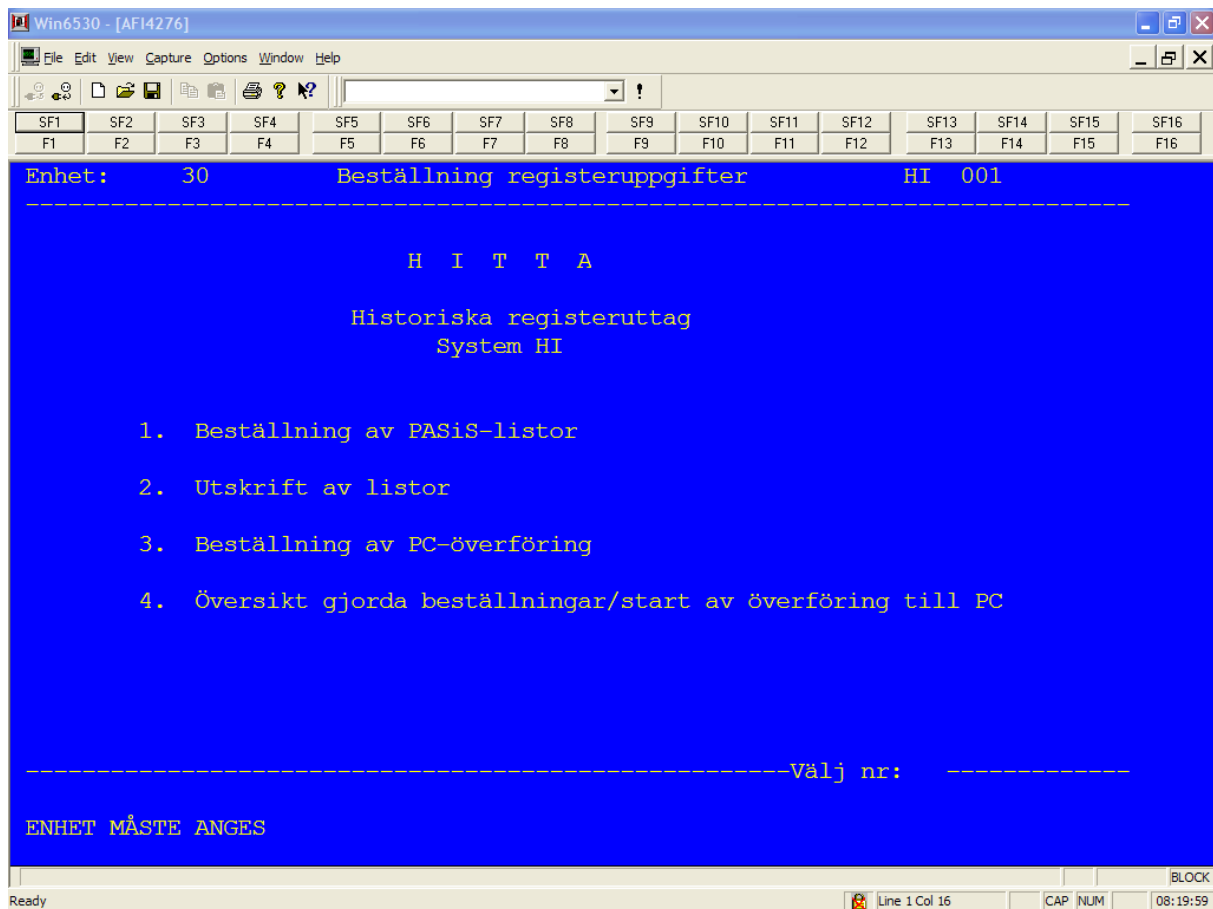 Win6530 - [AFI4276]
File Edit View Capture Options Window Help
SF1 SF2 SF3 SF4 SF5 SF6 SF7 SF8 SF9 SF10 SF11 SF12 SF13 SF14 SF15 SF16
F1 F2 F3 F4 F5 F6 F7 F8 F9 F10 F11 F12 F13 F14 F15 F16
Enhet: 30 Beställning registeruppgifter HI 001
H I T T A
Historiska registeruttag
System HI
1. Beställning av PASiS-listor
2. Utskrift av listor
3. Beställning av PC-överföring
4. Översikt gjorda beställningar/start av överföring till PC
Välj nr:
ENHET MÅSTE ANGES
BLOCK
Ready Line 1 Col 16 CAP NUM 08:19:59